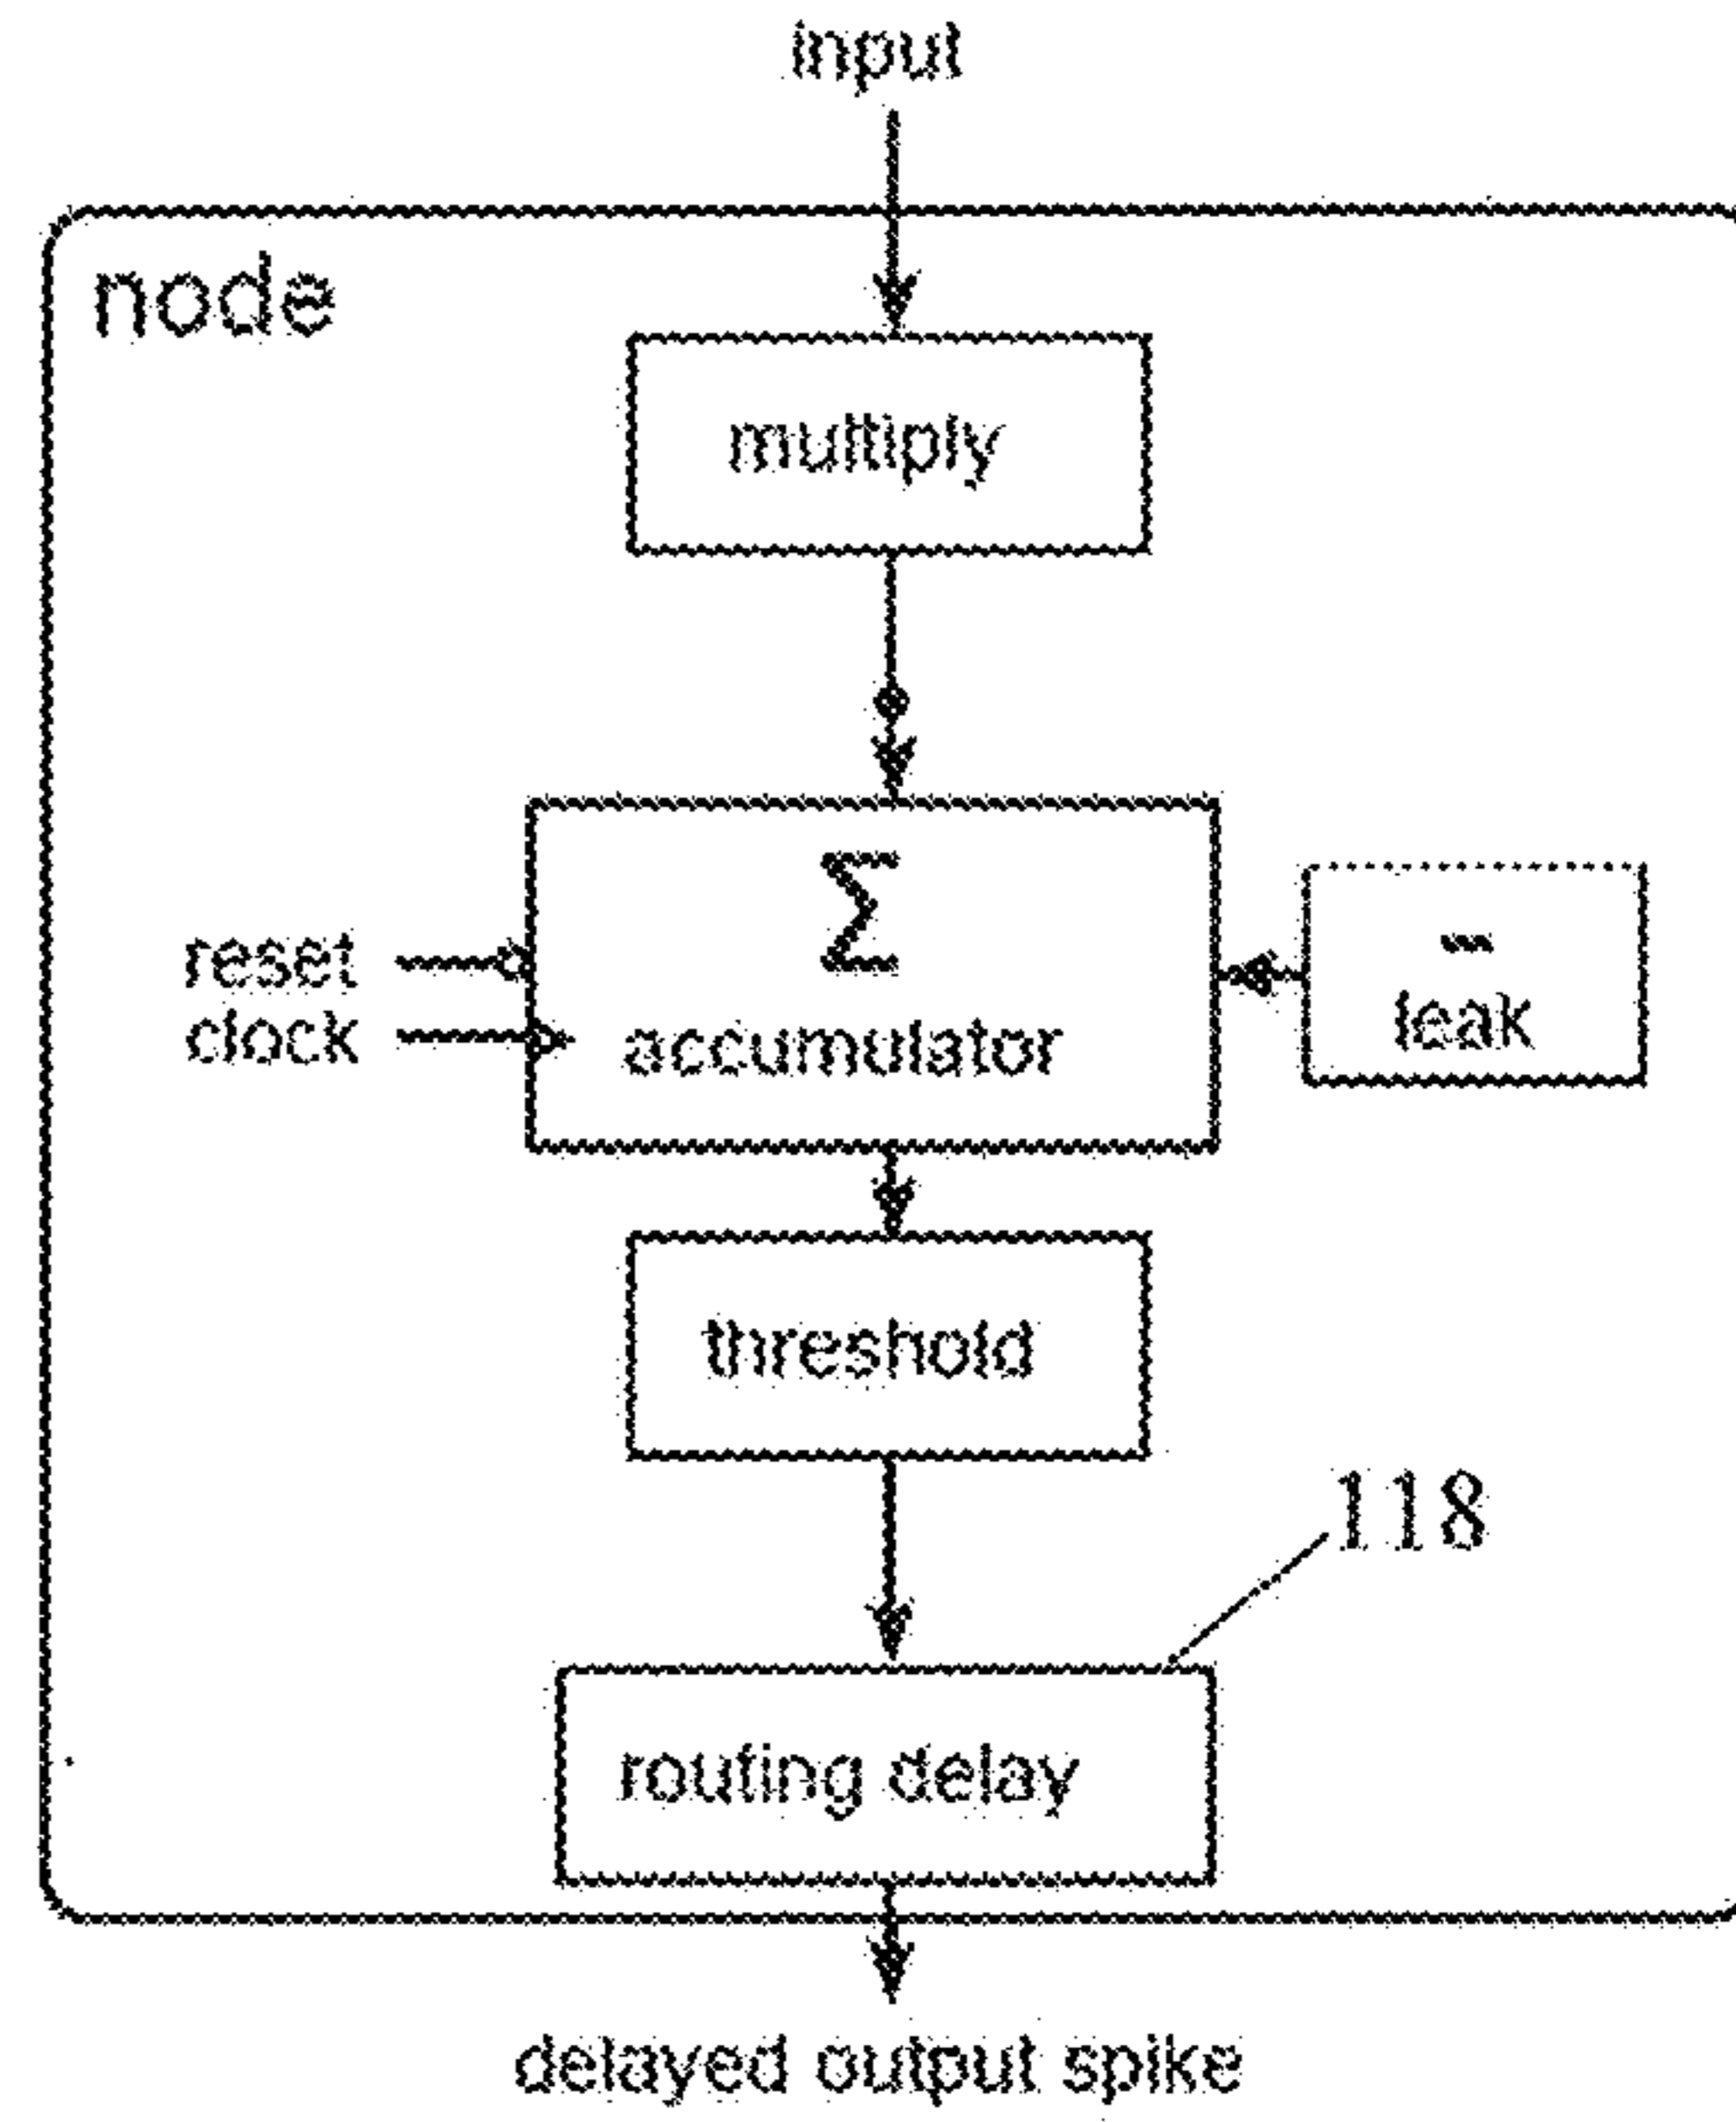 input
node
multiply
Σ
reset
clock
accumulator
-
leak
threshold
118
routing delay
delayed output spike